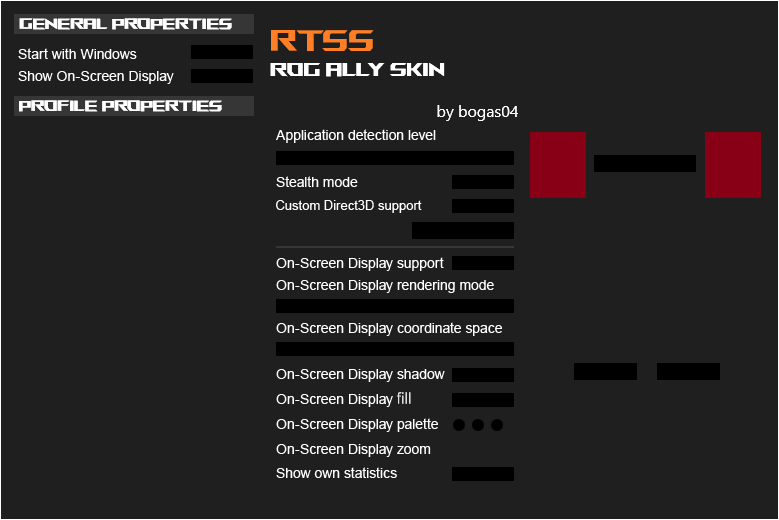 GENERAL PROPERTIES
Start with Windows
Show On-Screen Display
PROFILE PROPERTIES
RTSS
ROG ALLY SKIN
by bogas04
Application detection level
Stealth mode
Custom Direct3D support
On-Screen Display support
On-Screen Display rendering mode
On-Screen Display coordinate space
On-Screen Display shadow
On-Screen Display fill
On-Screen Display palette
On-Screen Display zoom
Show own statistics